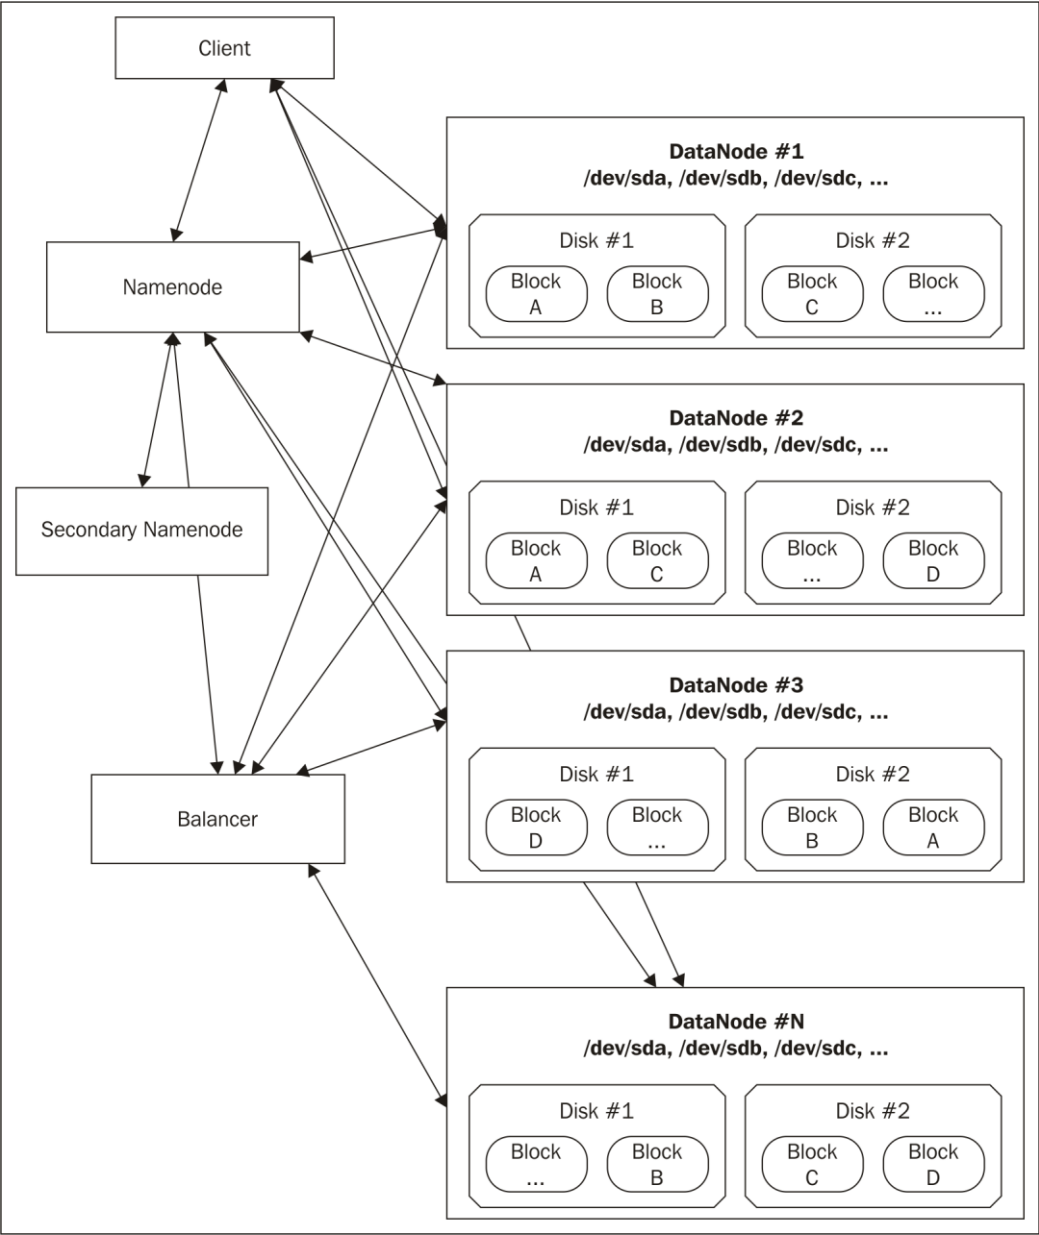 Client
Namenode
Secondary Namenode
Balancer
DataNode #1
/dev/sda, /dev/sdb, /dev/sdc, ...
Disk #1
Block
A
Block
B
Disk #2
Block
C
Block
...
DataNode #2
/dev/sda, /dev/sdb, /dev/sdc, ...
Disk #1
Block
A
Block
C
Disk #2
Block
...
Block
D
DataNode #3
/dev/sda, /dev/sdb, /dev/sdc, ...
Disk #1
Block
D
Block
...
Disk #2
Block
B
Block
A
DataNode #N
/dev/sda, /dev/sdb, /dev/sdc, ...
Disk #1
Block
...
Block
B
Disk #2
Block
C
Block
D